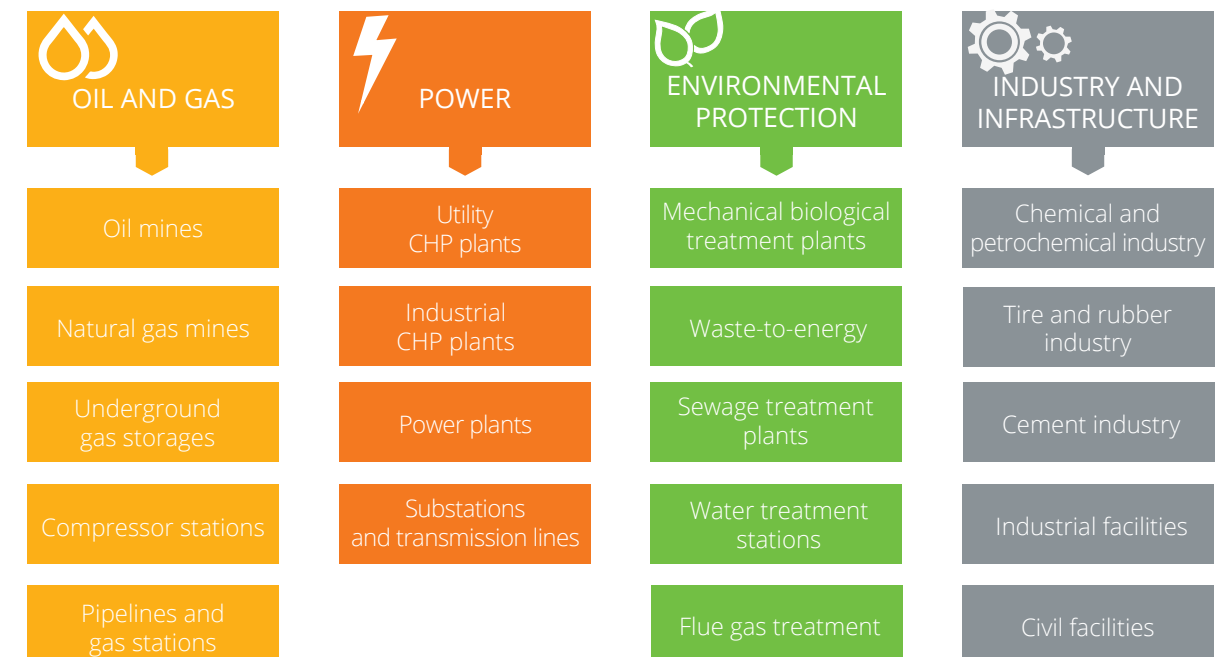 OIL AND GAS
Oil mines
Natural gas mines
Underground
gas storages
Compressor stations
Pipelines and
gas stations
POWER
Utility
CHP plants
Industrial
CHP plants
Power plants
Substations
and transmission lines
ENVIRONMENTAL
PROTECTION
Mechanical biological
treatment plants
Waste-to-energy
Sewage treatment
plants
Water treatment
stations
Flue gas treatment
INDUSTRY AND
INFRASTRUCTURE
Chemical and
petrochemical industry
Tire and rubber
industry
Cement industry
Industrial facilities
Civil facilities